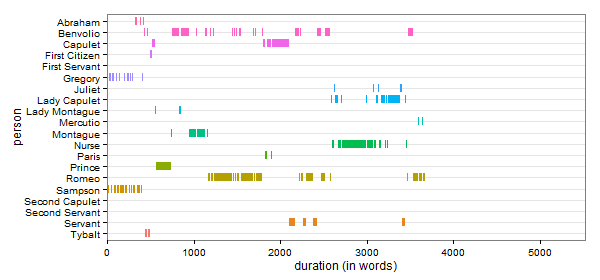 Abraham
Benvolio
Capulet
First Citizen
First Servant
Gregory
Juliet
Lady Capulet
Lady Montague
Mercutio
Montague
Nurse
Paris
Prince
Romeo
Sampson
Second Capulet
Second Servant
Servant
Tybalt
person
0 1000 2000 3000 4000 5000
duration (in words)